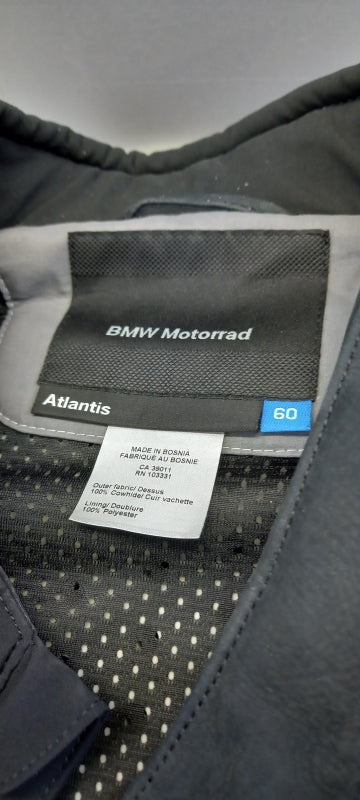 BMW Motorrad
Atlantis
60
MADE IN BOSNIA
FABRIQUÉ AU BOSNIE
CA 39011
RN 103331
Outer fabric/ Dessus
100% Cowhide/ Cuir vachette
Lining/ Doublure
100% Polyester